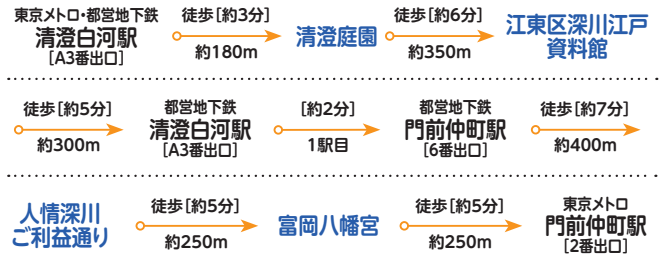 東京メトロ・都営地下鉄
清澄白河駅
[A3番出口]
徒歩[約3分]
約180m
清澄庭園
徒歩[約6分]
約350m
江東区深川江戸
資料館
徒歩[約5分]
約300m
都営地下鉄
清澄白河駅
[A3番出口]
[約2分]
1駅目
都営地下鉄
門前仲町駅
[6番出口]
徒歩[約7分]
約400m
人情深川
ご利益通り
徒歩[約5分]
約250m
富岡八幡宮
徒歩[約5分]
約250m
東京メトロ
門前仲町駅
[2番出口]